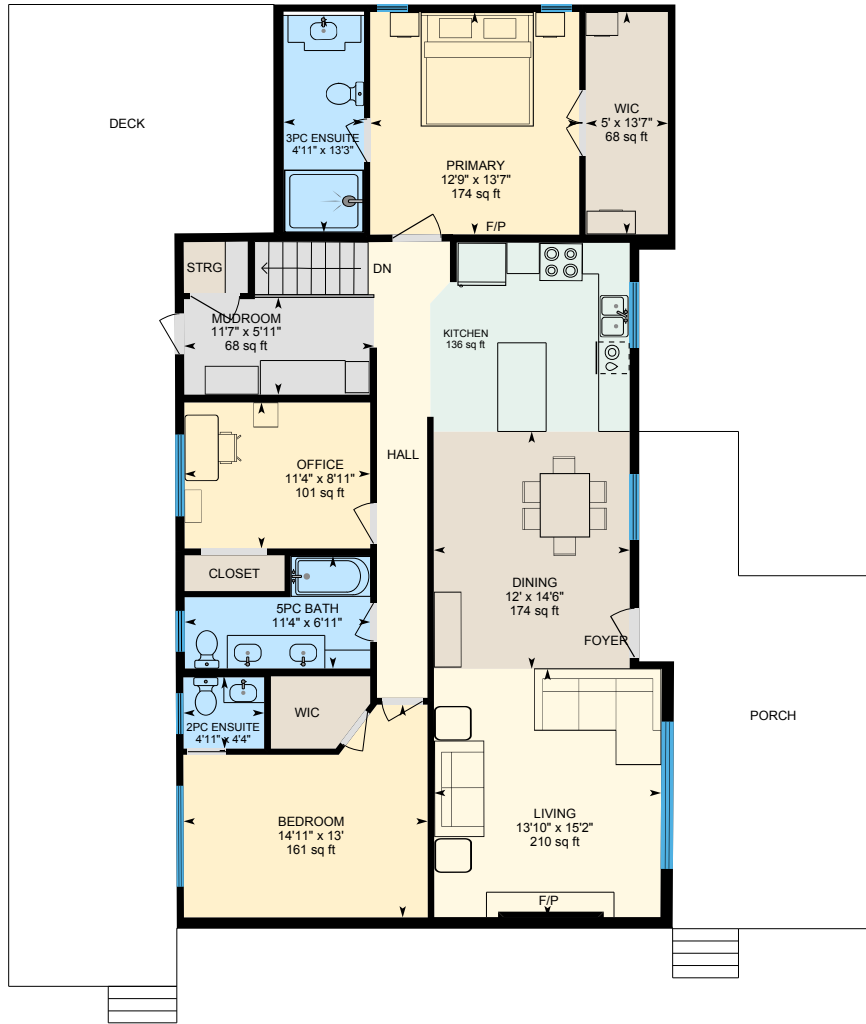 DECK
3PC ENSUITE
4'11" x 13'3"
PRIMARY
12'9" x 13'7"
174 sq ft
F/P
WIC
5' x 13'7"
68 sq ft
STRG
DN
MUDROOM
11'7" x 5'11"
68 sq ft
KITCHEN
136 sq ft
OFFICE
11'4" x 8'11"
101 sq ft
HALL
CLOSET
5PC BATH
11'4" x 6'11"
DINING
12' x 14'6"
174 sq ft
FOYER
2PC ENSUITE
4'11" x 4'4"
WIC
PORCH
BEDROOM
14'11" x 13'
161 sq ft
LIVING
13'10" x 15'2"
210 sq ft
F/P